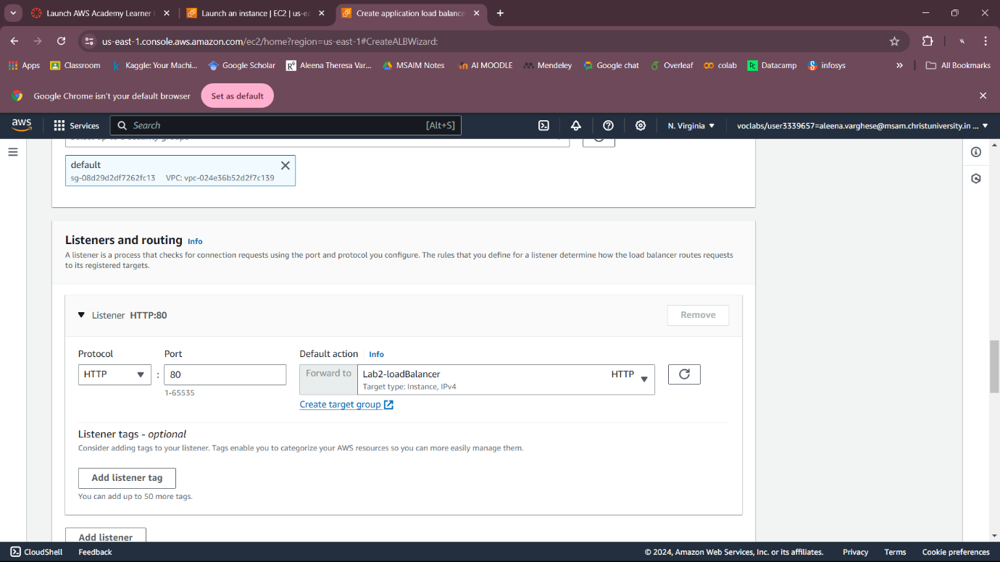 Launch AWS Academy Learner
Launch an instance | EC2 | us-ea
Create application load balance
us-east-1.console.aws.amazon.com/ec2/home?region=us-east-1#CreateALBWizard:
Apps
Classroom
Kaggle: Your Machi...
Google Scholar
Aleena Theresa Var...
MSAIM Notes
AI MOODLE
Mendeley
Google chat
Overleaf
colab
Datacamp
infosys
All Bookmarks
Google Chrome isn't your default browser
Set as default
aws
Services
Search
[Alt+S]
N. Virginia
voclabs/user3339657=aleena.varghese@msam.christuniversity.in ...
default
sg-08d29d2df7262fc13 VPC: vpc-024e36b52d2f7c139
Listeners and routing Info
A listener is a process that checks for connection requests using the port and protocol you configure. The rules that you define for a listener determine how the load balancer routes requests
to its registered targets.
Listener HTTP:80
Remove
Protocol
Port
Default action Info
HTTP
:
80
Forward to
Lab2-loadBalancer
HTTP
Target type: Instance, IPv4
1-65535
Create target group
Listener tags - optional
Consider adding tags to your listener. Tags enable you to categorize your AWS resources so you can more easily manage them.
Add listener tag
You can add up to 50 more tags.
Add listener
CloudShell
Feedback
© 2024, Amazon Web Services, Inc. or its affiliates.
Privacy
Terms
Cookie preferences